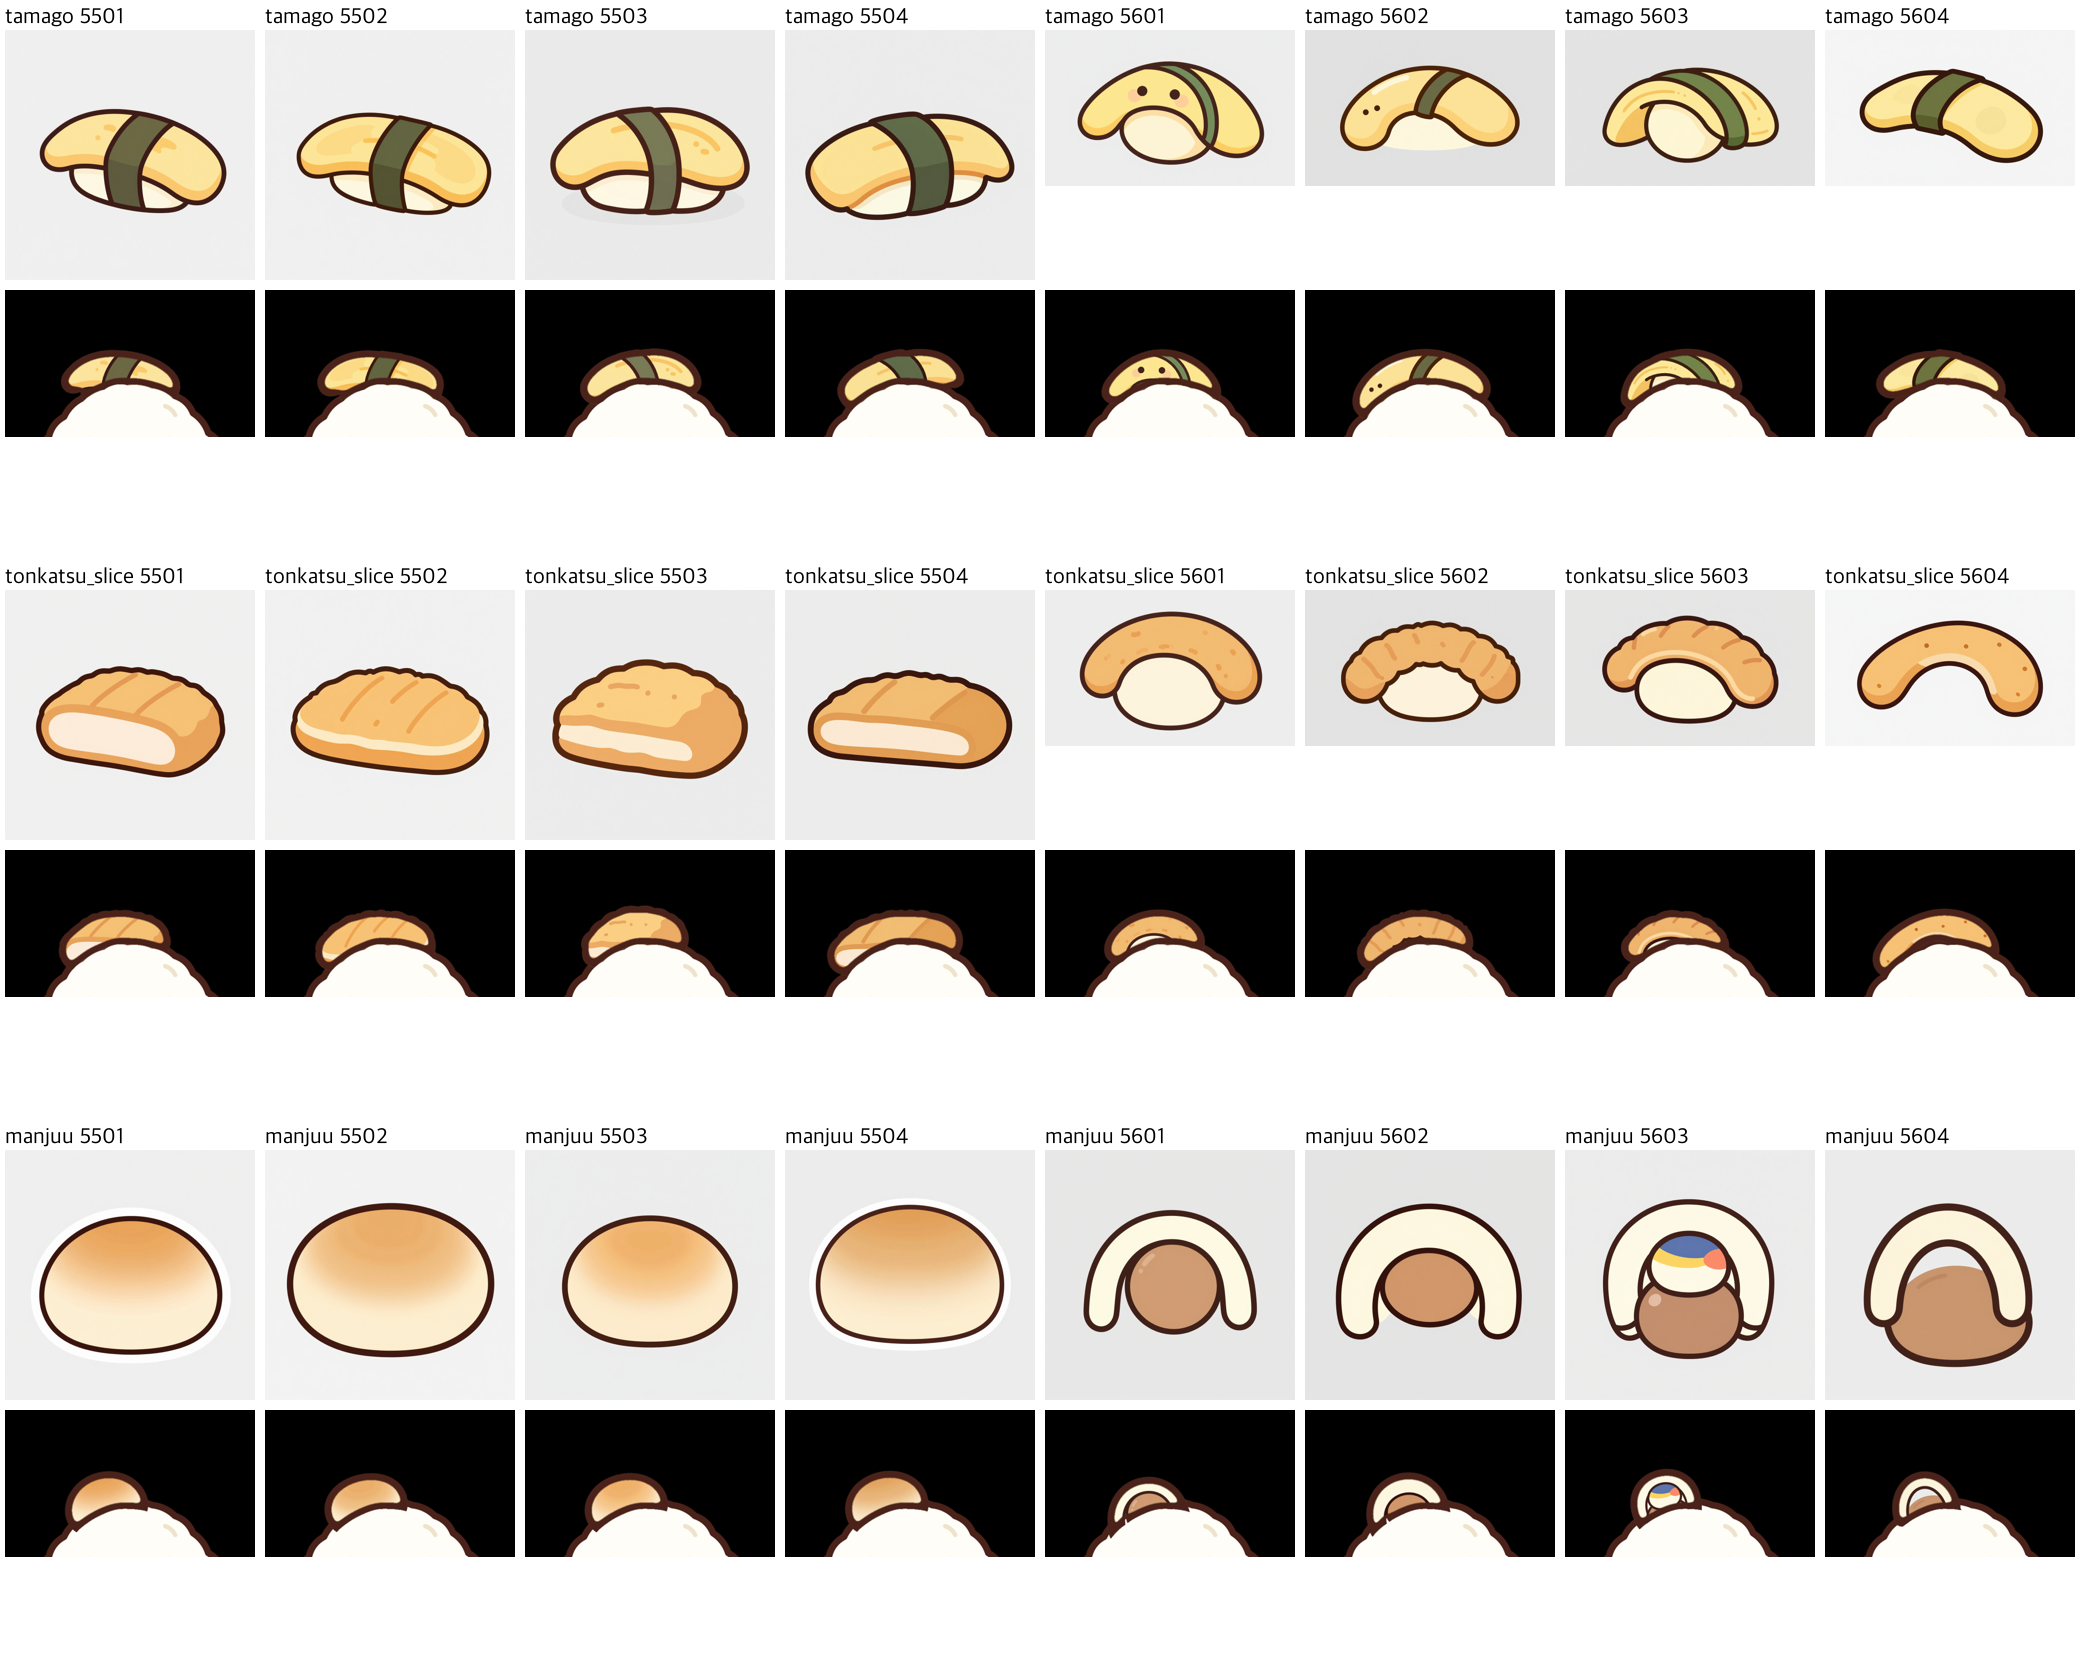 tamago 5501
tamago 5502
tamago 5503
tamago 5504
tamago 5601
tamago 5602
tamago 5603
tamago 5604
tonkatsu_slice 5501
tonkatsu_slice 5502
tonkatsu_slice 5503
tonkatsu_slice 5504
tonkatsu_slice 5601
tonkatsu_slice 5602
tonkatsu_slice 5603
tonkatsu_slice 5604
manjuu 5501
manjuu 5502
manjuu 5503
manjuu 5504
manjuu 5601
manjuu 5602
manjuu 5603
manjuu 5604